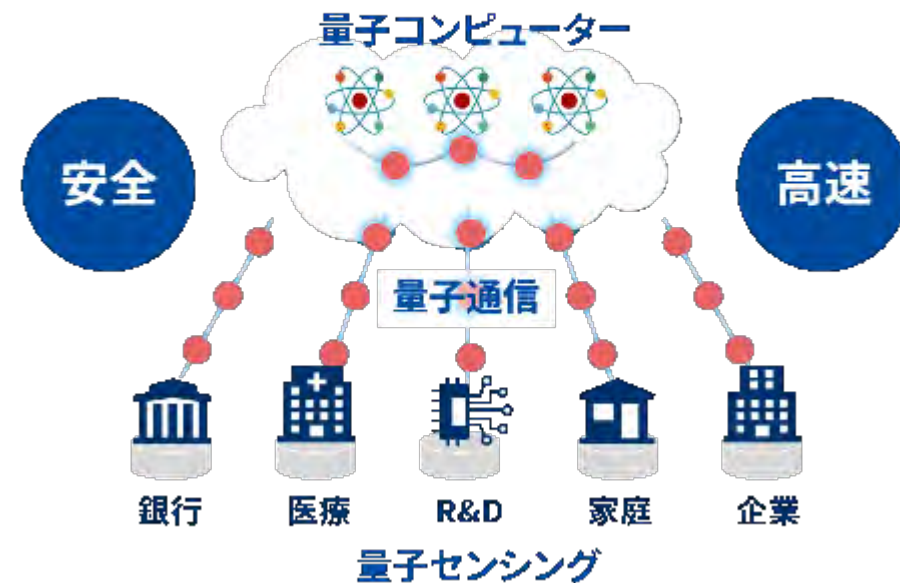 量子コンピューター
安全
高速
量子通信
銀行
医療
R&D
家庭
企業
量子センシング